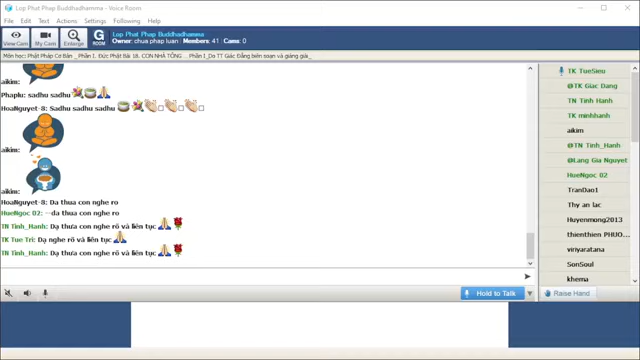 Lop Phat Phap Buddhadhamma - Voice Room
File Edit Text Actions Settings Following Help
View Cam
My Cam
Enlarge
G
ROOM
Lop Phat Phap Buddhadhamma
Owner: chua phap luan : Members: 41 : Cams: 0
Môn học: Phật Pháp Cơ Bản _Phần I. Đức Phật Bài 18. CON NHÀ TÔNG ... Phần I_Do TT Giác Đẳng biên soạn và giảng giải_
aikim:
Phaplu: sadhu sadhu
HoaNguyet-8: Sadhu sadhu sadhu
aikim:
aikim:
HoaNguyet-8: Da thua con nghe ro
HueNgoc 02: --da thua con nghe ro
TN Tinh_Hanh: Dạ thưa con nghe rõ và liên tục
TK Tue Tri: Dạ nghe rõ và liên tục
TN Tinh_Hanh: Dạ thưa con nghe rõ và liên tục
Hold to Talk
TK TueSieu
@TK Giac Dang
TN Tinh Hanh
TK minhhanh
aikim
@TN Tinh_Hanh
@Lang Gia Nguyet
HueNgoc 02
TranDao1
Thy an lac
Huyenmong2013
thienthien PHUO...
viriyaratana
SonSoul
khema
Raise Hand